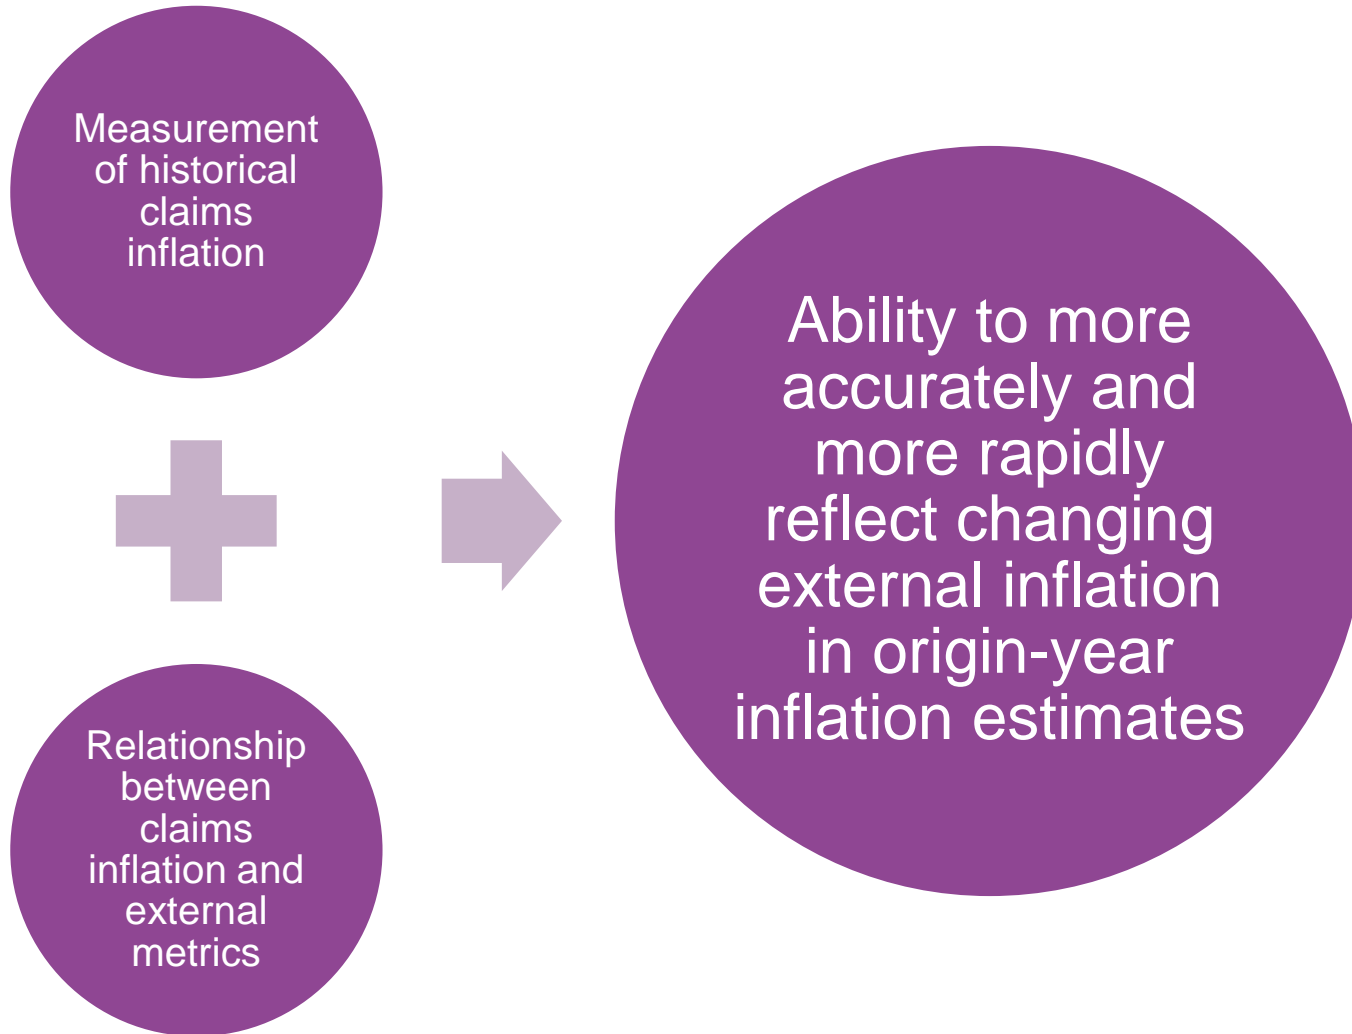 Measurement
of historical
claims
inflation
Relationship
between
claims
inflation and
external
metrics
Ability to more
accurately and
more rapidly
reflect changing
external inflation
in origin-year
inflation estimates